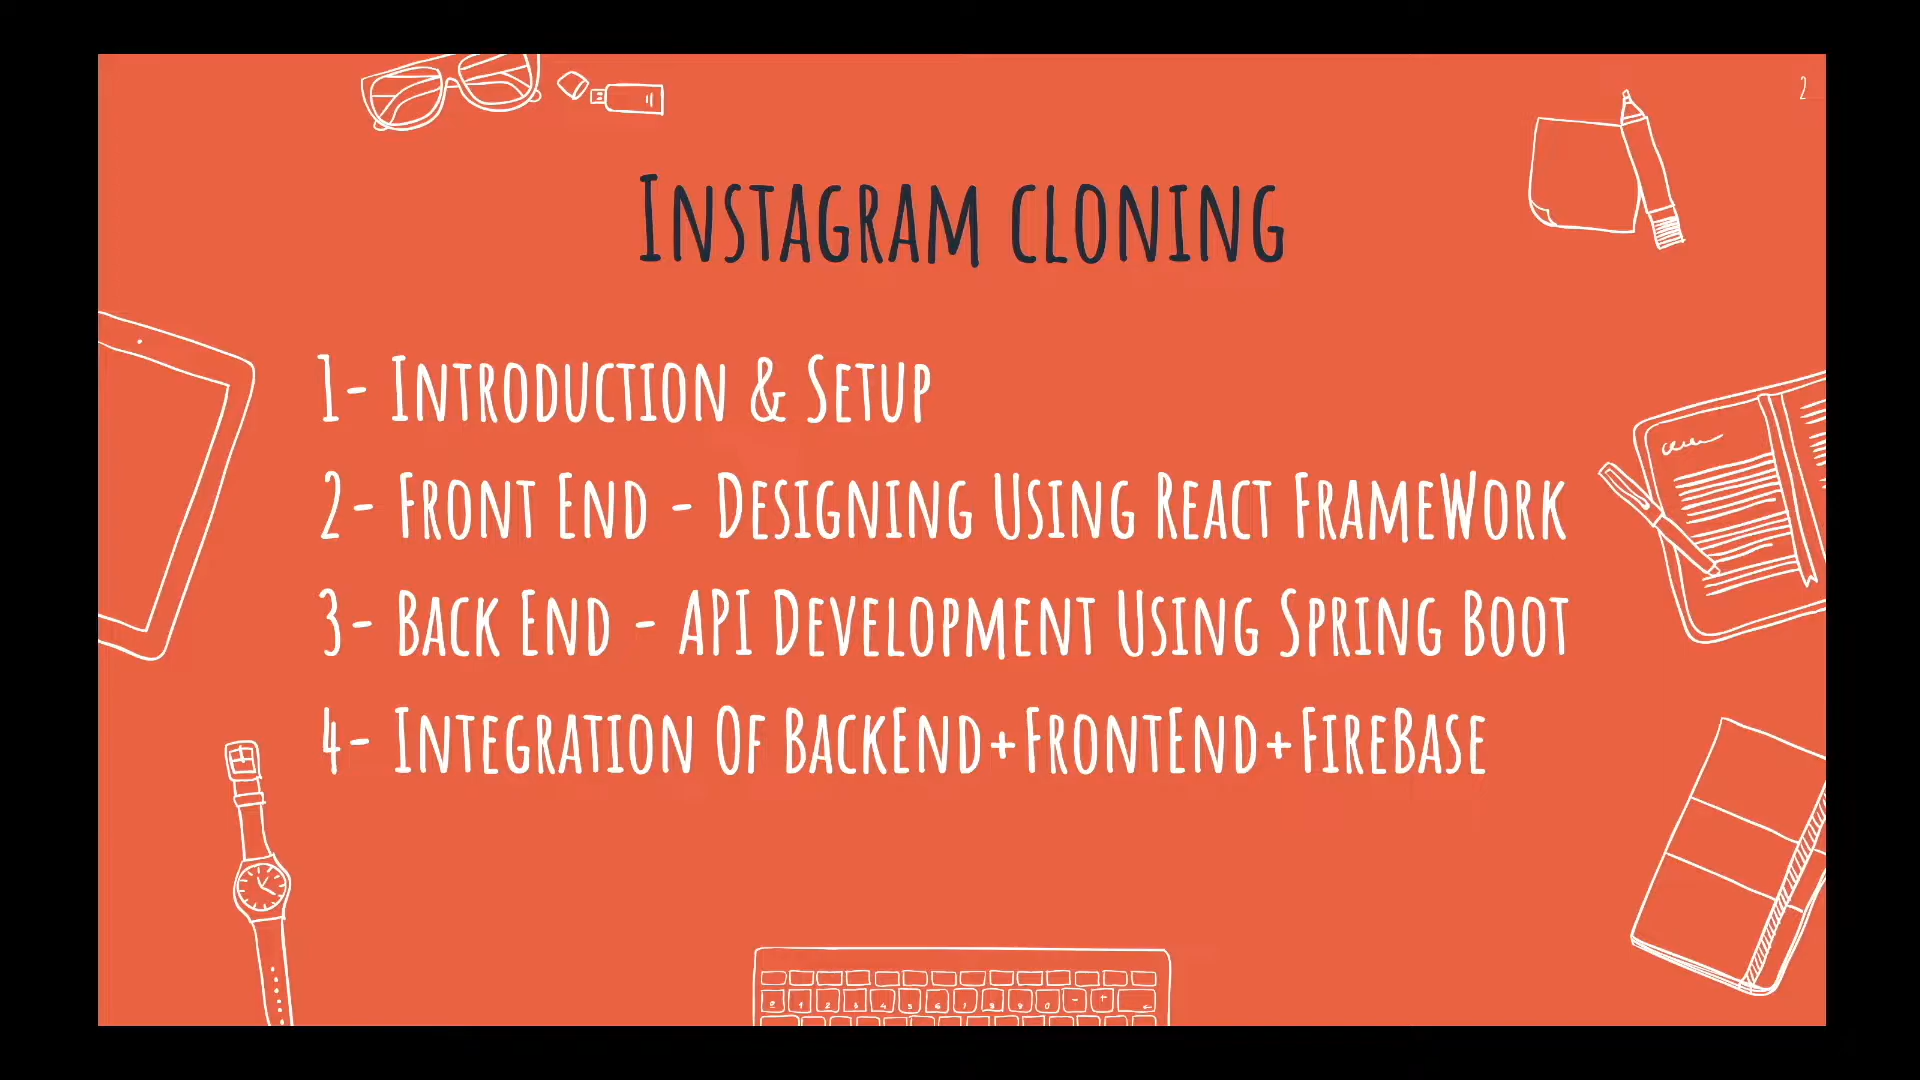 2
Instagram cloning
1- Introduction & Setup
2- Front End - Designing Using React FrameWork
3- Back End - API Development Using Spring Boot
4- Integration Of BackEnd+FrontEnd+FireBase